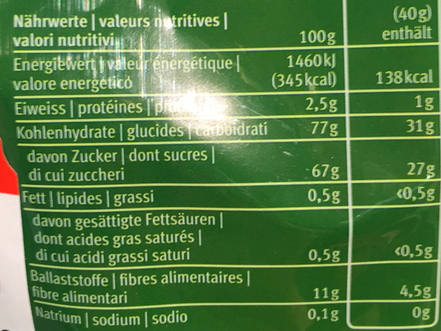 (40g)
Nährwerte | valeurs nutritives |
valori nutritivi 100g enthält
Energiewert | valeur énergétique | 1460kJ
valore energetico (345kcal) 138kcal
Eiweiss | protéines | 2,5g 1g
Kohlenhydrate | glucides | carboidrati 77g 31g
davon Zucker | dont sucres |
di cui zuccheri 67g 27g
Fett | lipides | grassi 0,5g <0,5g
davon gesättigte Fettsäuren |
dont acides gras saturés |
di cui acidi grassi saturi 0,5g <0,5g
Ballaststoffe | fibres alimentaires |
fibre alimentari 11g 4,5g
Natrium | sodium | sodio 0,1g 0g